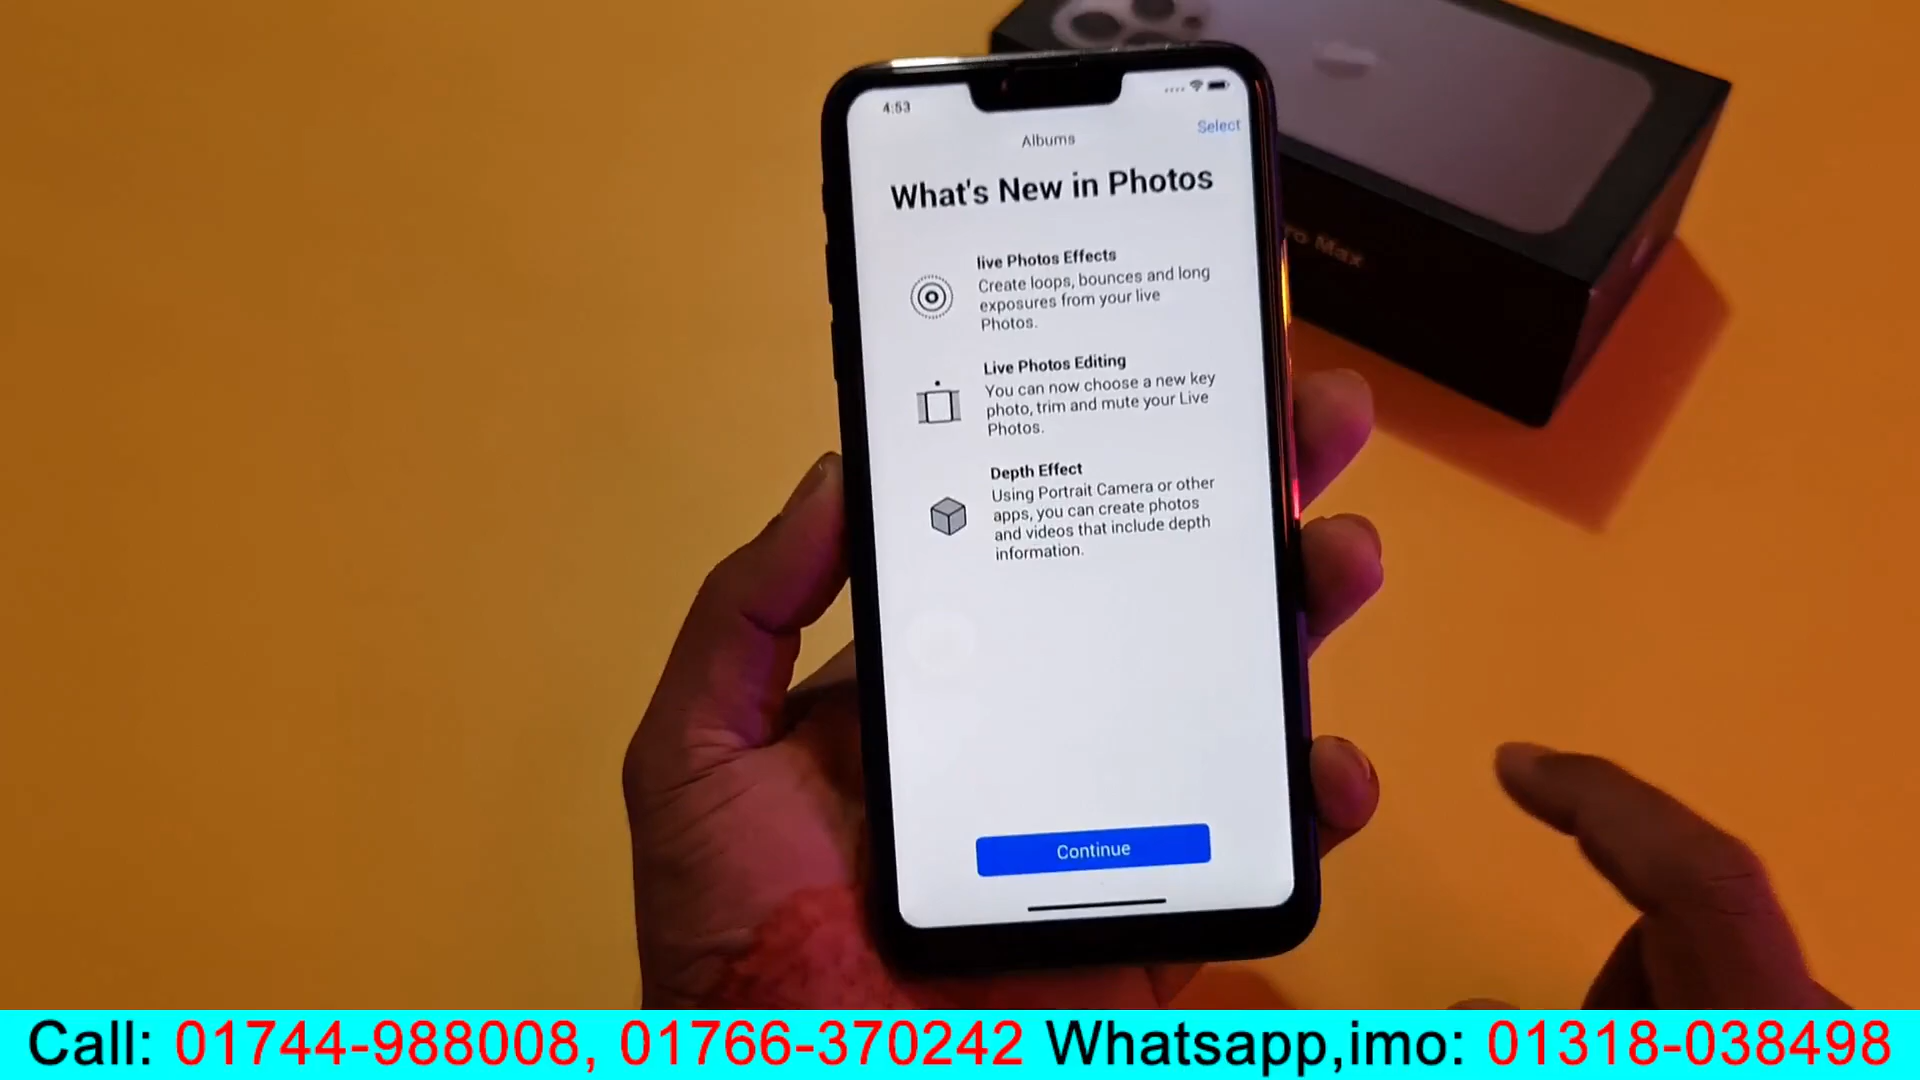 4:53
Select
Albums
What's New in Photos
live Photos Effects
Create loops, bounces and long
exposures from your live
Photos.
Live Photos Editing
You can now choose a new key
photo, trim and mute your Live
Photos.
Depth Effect
Using Portrait Camera or other
apps, you can create photos
and videos that include depth
information.
Continue
ro Max
Call: 01744-988008, 01766-370242 Whatsapp,imo: 01318-038498